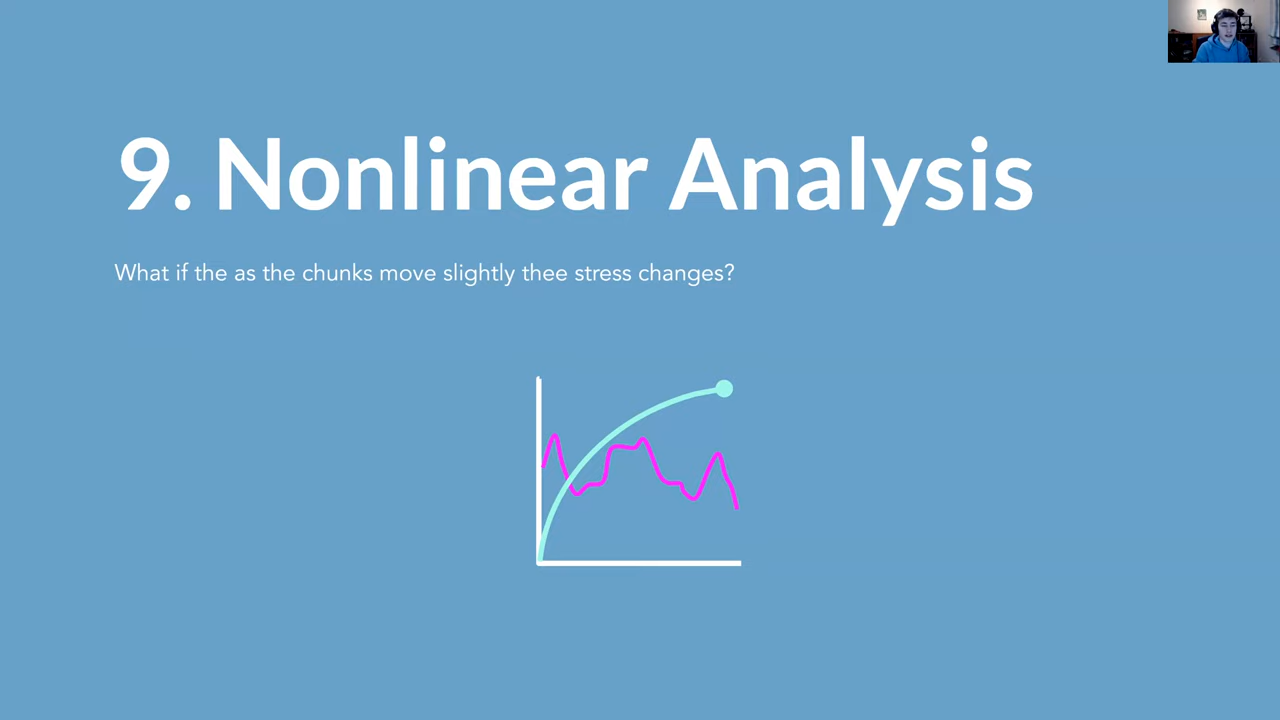 9. Nonlinear Analysis
What if the as the chunks move slightly thee stress changes?